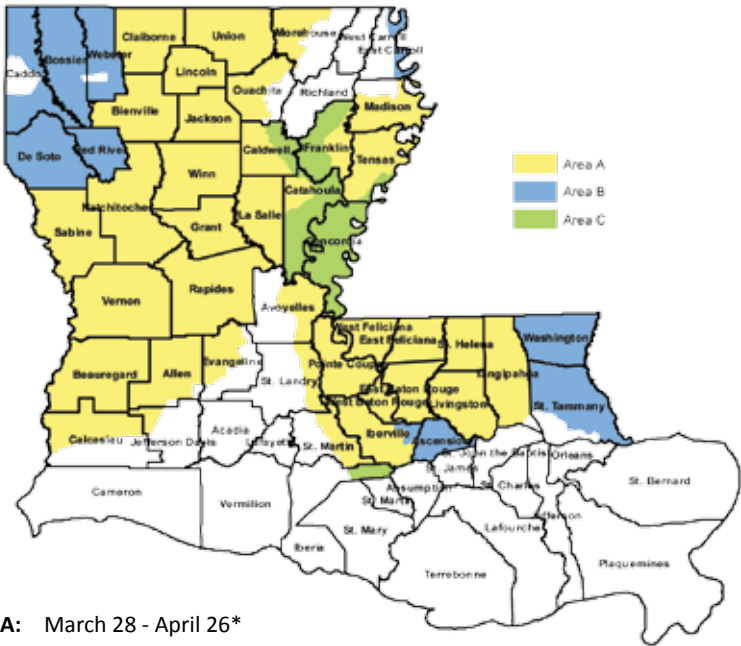 Claiborne
Union
Morehouse
West Carroll
East Carroll
Caddo
Bossier
Webster
Lincoln
Ouachita
Richland
Madison
Bienville
Jackson
De Soto
Red River
Caldwell
Franklin
Tensas
Winn
Catahoula
Natchitoches
La Salle
Sabine
Grant
Concordia
Area A
Area B
Area C
Vernon
Rapides
Avoyelles
West Feliciana
East Feliciana
St. Helena
Washington
Beauregard
Allen
Evangeline
Pointe Coupee
Tangipahoa
St. Landry
East Baton Rouge
West Baton Rouge
Livingston
St. Tammany
Calcasieu
Jefferson Davis
Acadia
Lafayette
St. Martin
Iberville
Ascension
St. John the Baptist
Orleans
St. James
Cameron
Vermilion
Assumption
St. Charles
St. Bernard
St. Martin
Iberia
St. Mary
Lafourche
Jefferson
Terrebonne
Plaquemines
A: March 28 - April 26*